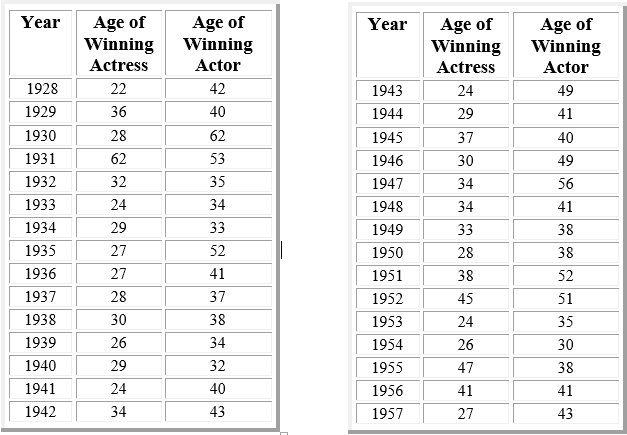 Year Age of Winning Actress Age of Winning Actor
1928 22 42
1929 36 40
1930 28 62
1931 62 53
1932 32 35
1933 24 34
1934 29 33
1935 27 52
1936 27 41
1937 28 37
1938 30 38
1939 26 34
1940 29 32
1941 24 40
1942 34 43
Year Age of Winning Actress Age of Winning Actor
1943 24 49
1944 29 41
1945 37 40
1946 30 49
1947 34 56
1948 34 41
1949 33 38
1950 28 38
1951 38 52
1952 45 51
1953 24 35
1954 26 30
1955 47 38
1956 41 41
1957 27 43